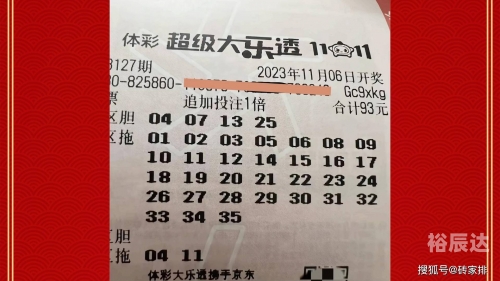 体彩 超级大乐透 11 11
3127期 2023年11月06日开奖
0-825860- Gc9xkg
票 追加投注1倍 合计93元
区胆 04 07 13 25
区拖 01 02 03 05 06 08 09
10 11 12 14 15 16 17
18 19 20 21 22 23 24
26 27 28 29 30 31 32
33 34 35
区胆
区拖 04 11
体彩大乐透携手京东
裕辰达
搜狐号@砖家排